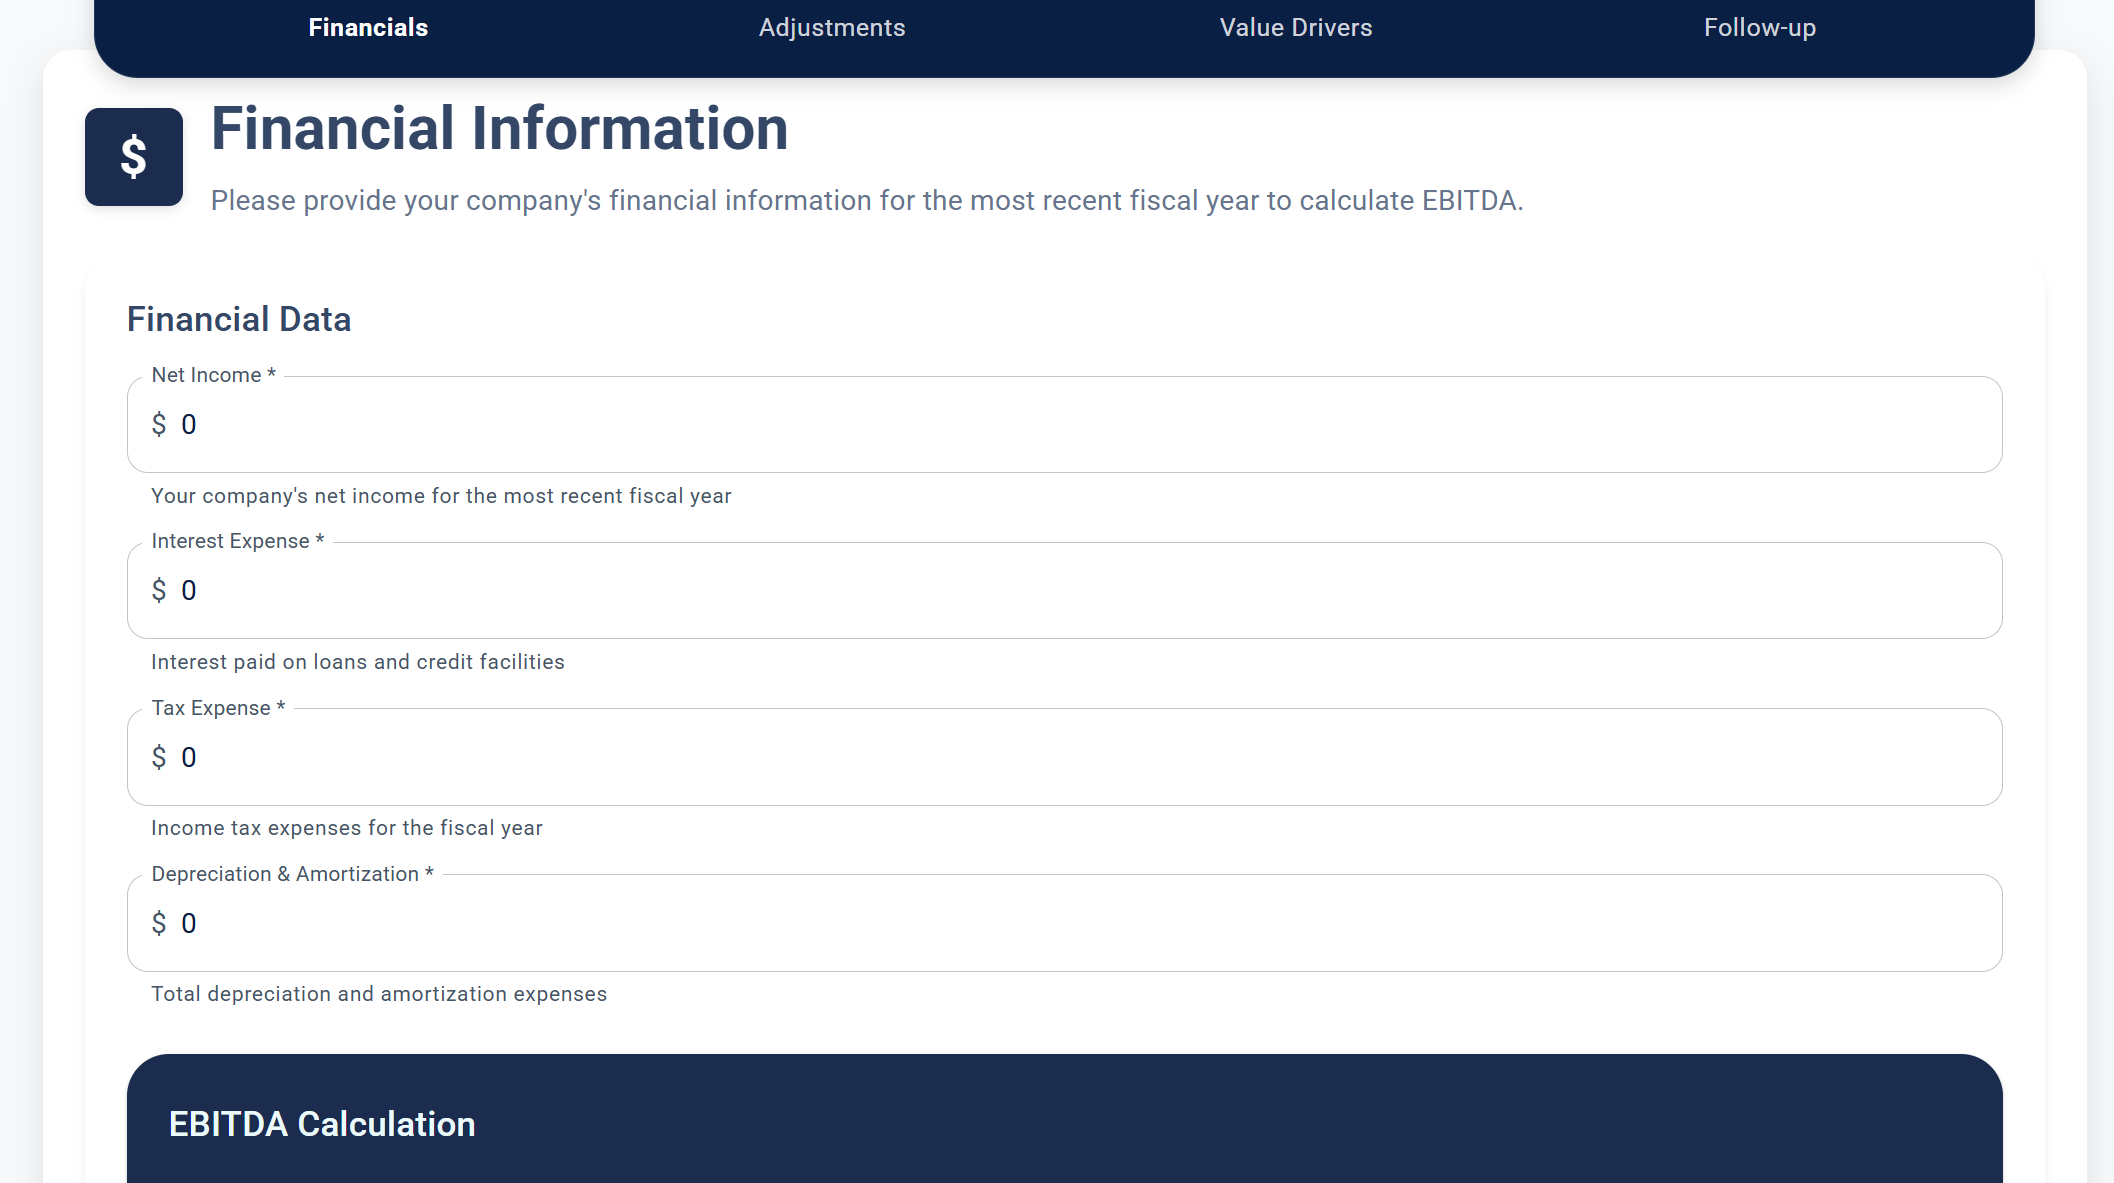 Financials Adjustments Value Drivers Follow-up
$
Financial Information
Please provide your company's financial information for the most recent fiscal year to calculate EBITDA.
Financial Data
Net Income *
$ 0
Your company's net income for the most recent fiscal year
Interest Expense *
$ 0
Interest paid on loans and credit facilities
Tax Expense *
$ 0
Income tax expenses for the fiscal year
Depreciation & Amortization *
$ 0
Total depreciation and amortization expenses
EBITDA Calculation